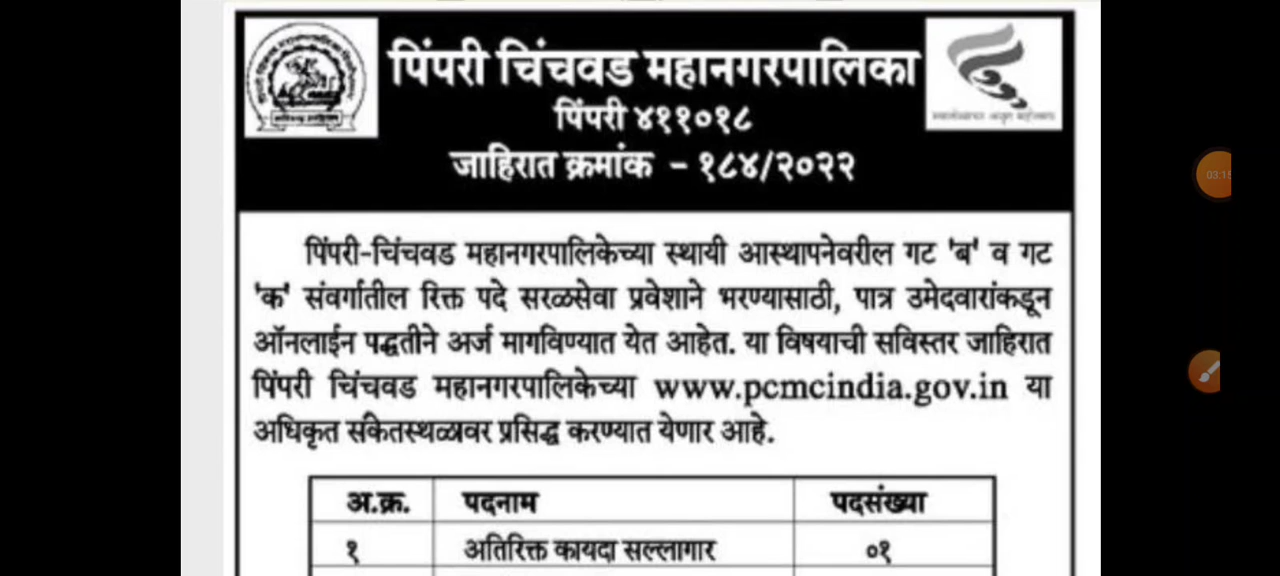 पिंपरी चिंचवड महानगरपालिका
पिंपरी ४११०१८
जाहिरात क्रमांक - १८४/२०२२
पिंपरी-चिंचवड महानगरपालिकेच्या स्थायी आस्थापनेवरील गट 'ब' व गट
'क' संवर्गातील रिक्त पदे सरळसेवा प्रवेशाने भरण्यासाठी, पात्र उमेदवारांकडून
ऑनलाईन पद्धतीने अर्ज मागविण्यात येत आहेत. या विषयाची सविस्तर जाहिरात
पिंपरी चिंचवड महानगरपालिकेच्या www.pcmcindia.gov.in या
अधिकृत संकेतस्थळावर प्रसिद्ध करण्यात येणार आहे.
अ.क्र. पदनाम पदसंख्या
१ अतिरिक्त कायदा सल्लागार ०१
03:15